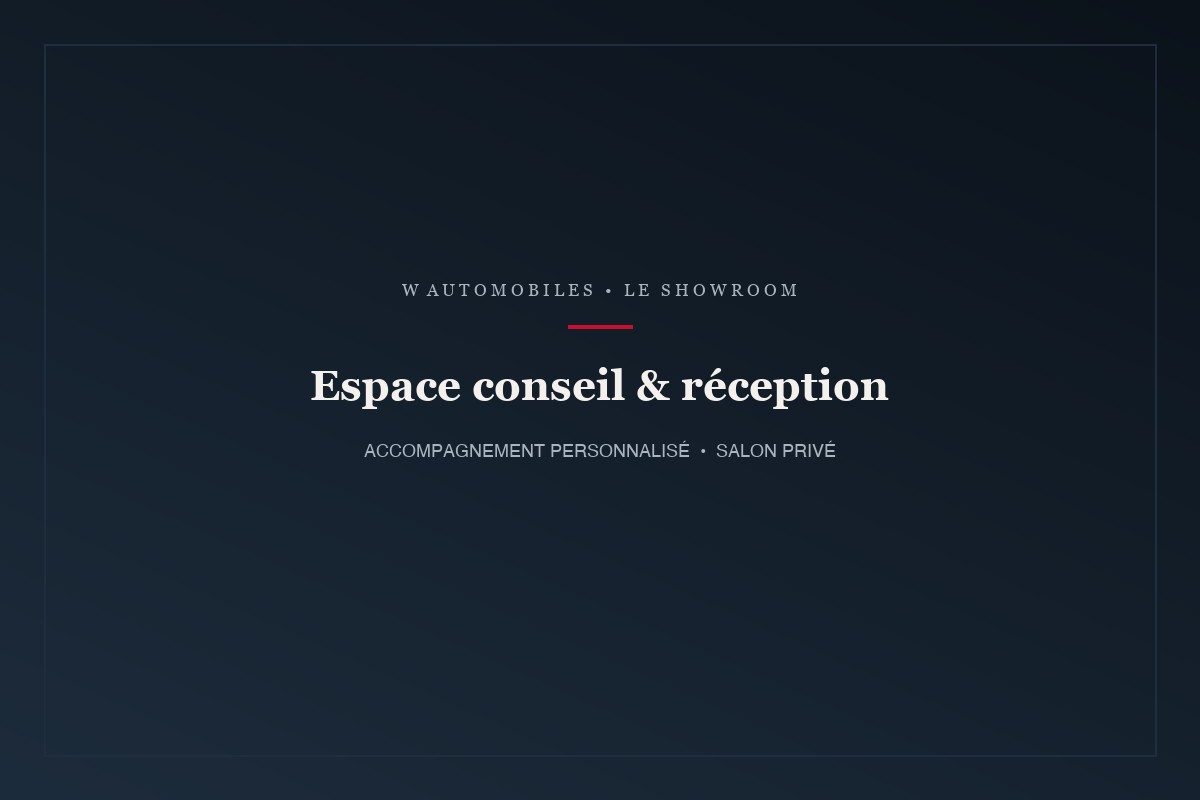 W AUTOMOBILES • LE SHOWROOM
Espace conseil & réception
ACCOMPAGNEMENT PERSONNALISÉ • SALON PRIVÉ